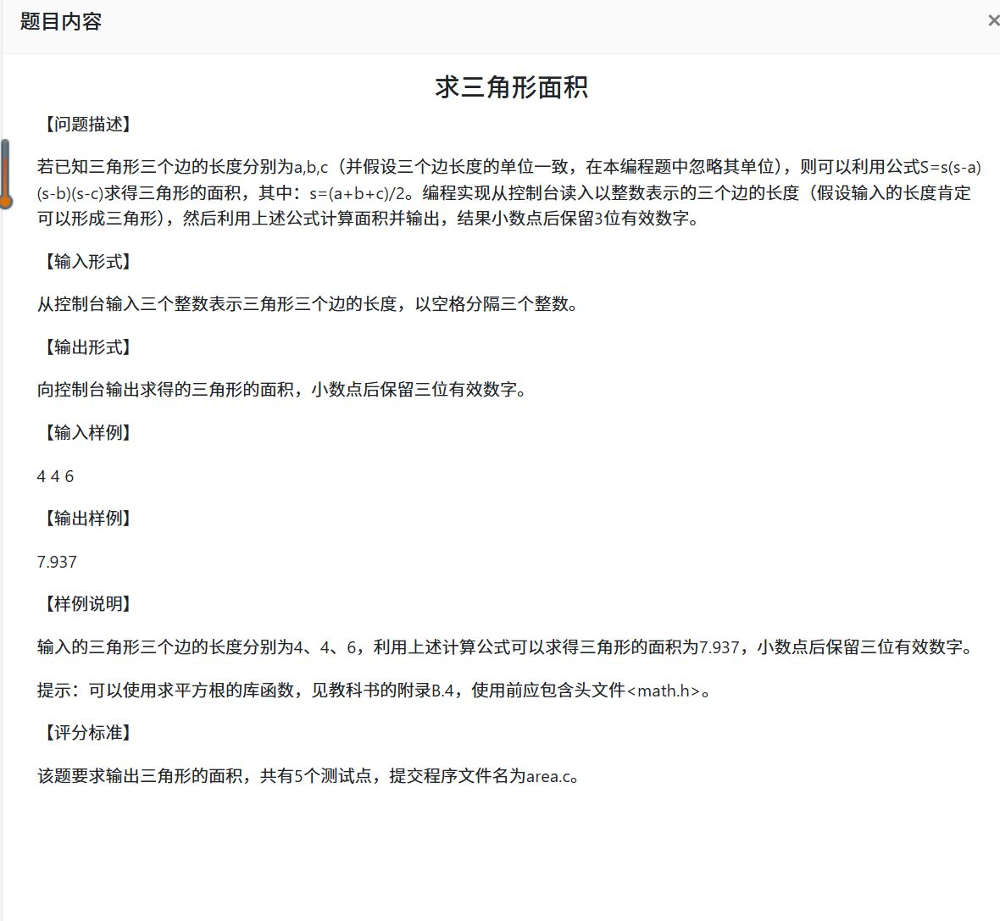 题目内容
×
求三角形面积
【问题描述】
若已知三角形三个边的长度分别为a,b,c（并假设三个边长度的单位一致，在本编程题中忽略其单位），则可以利用公式S=s(s-a)
(s-b)(s-c)求得三角形的面积，其中：s=(a+b+c)/2。编程实现从控制台读入以整数表示的三个边的长度（假设输入的长度肯定
可以形成三角形），然后利用上述公式计算面积并输出，结果小数点后保留3位有效数字。
【输入形式】
从控制台输入三个整数表示三角形三个边的长度，以空格分隔三个整数。
【输出形式】
向控制台输出求得的三角形的面积，小数点后保留三位有效数字。
【输入样例】
4 4 6
【输出样例】
7.937
【样例说明】
输入的三角形三个边的长度分别为4、4、6，利用上述计算公式可以求得三角形的面积为7.937，小数点后保留三位有效数字。
提示：可以使用求平方根的库函数，见教科书的附录B.4，使用前应包含头文件<math.h>。
【评分标准】
该题要求输出三角形的面积，共有5个测试点，提交程序文件名为area.c。